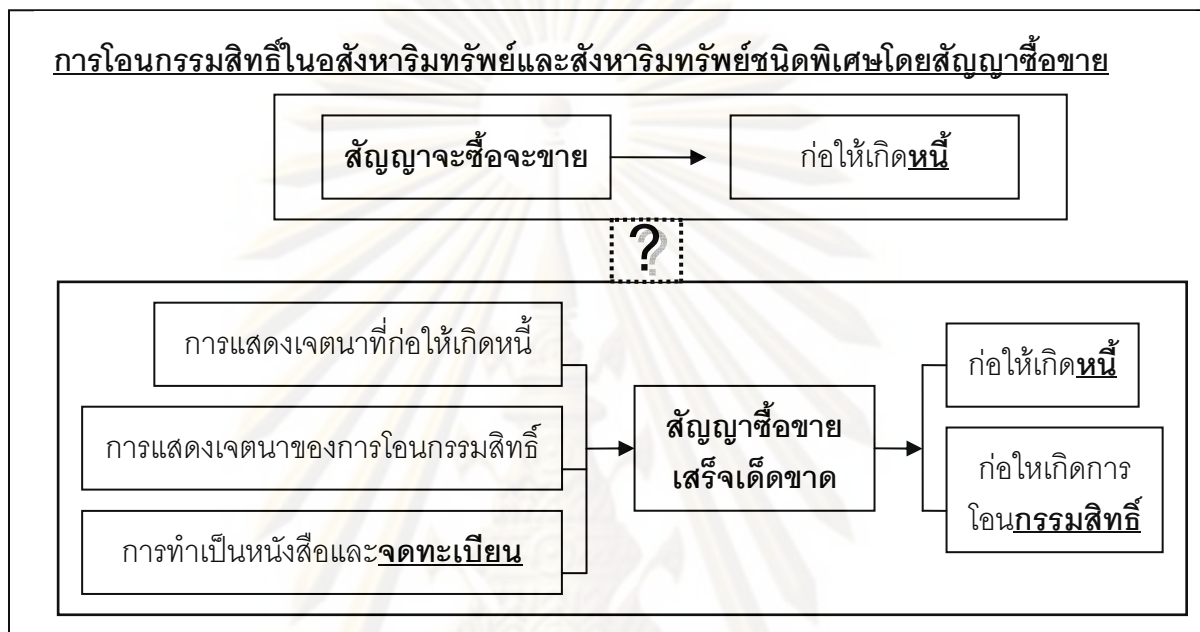 การโอนกรรมสิทธิ์ในอสังหาริมทรัพย์และสังหาริมทรัพย์ชนิดพิเศษโดยสัญญาซื้อขาย
สัญญาจะซื้อจะขาย
ก่อให้เกิดหนี้
?
การแสดงเจตนาที่ก่อให้เกิดหนี้
การแสดงเจตนาของการโอนกรรมสิทธิ์
การทำเป็นหนังสือและจดทะเบียน
สัญญาซื้อขาย
เสร็จเด็ดขาด
ก่อให้เกิดหนี้
ก่อใหเกิดการ
โอนกรรมสิทธิ์